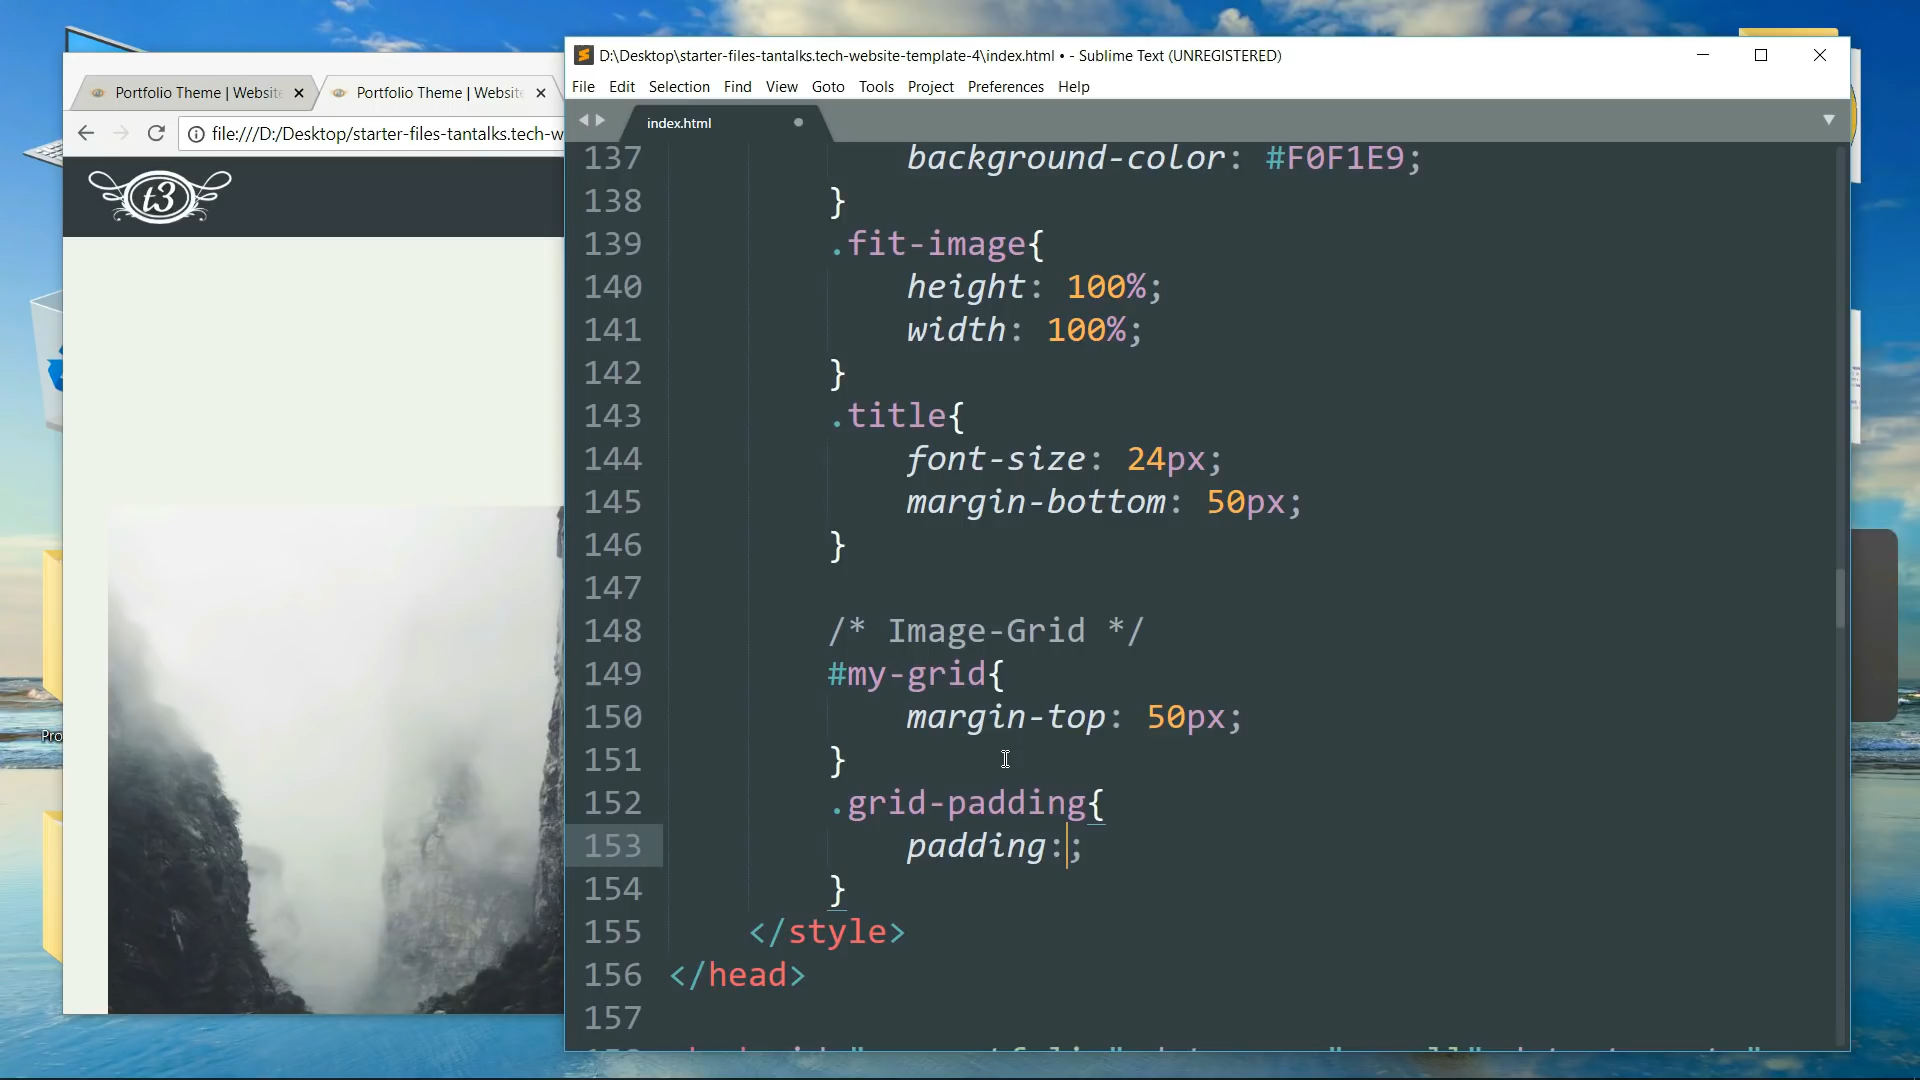 D:\Desktop\starter-files-tantalks.tech-website-template-4\index.html • - Sublime Text (UNREGISTERED)
File Edit Selection Find View Goto Tools Project Preferences Help
index.html
Portfolio Theme | Website
Portfolio Theme | Websit
file:///D:/Desktop/starter-files-tantalks.tech-w
t3
Pro
137 background-color: #F0F1E9;
138 }
139 .fit-image{
140 height: 100%;
141 width: 100%;
142 }
143 .title{
144 font-size: 24px;
145 margin-bottom: 50px;
146 }
147
148 /* Image-Grid */
149 #my-grid{
150 margin-top: 50px;
151 }
152 .grid-padding{
153 padding:;
154 }
155 </style>
156 </head>
157